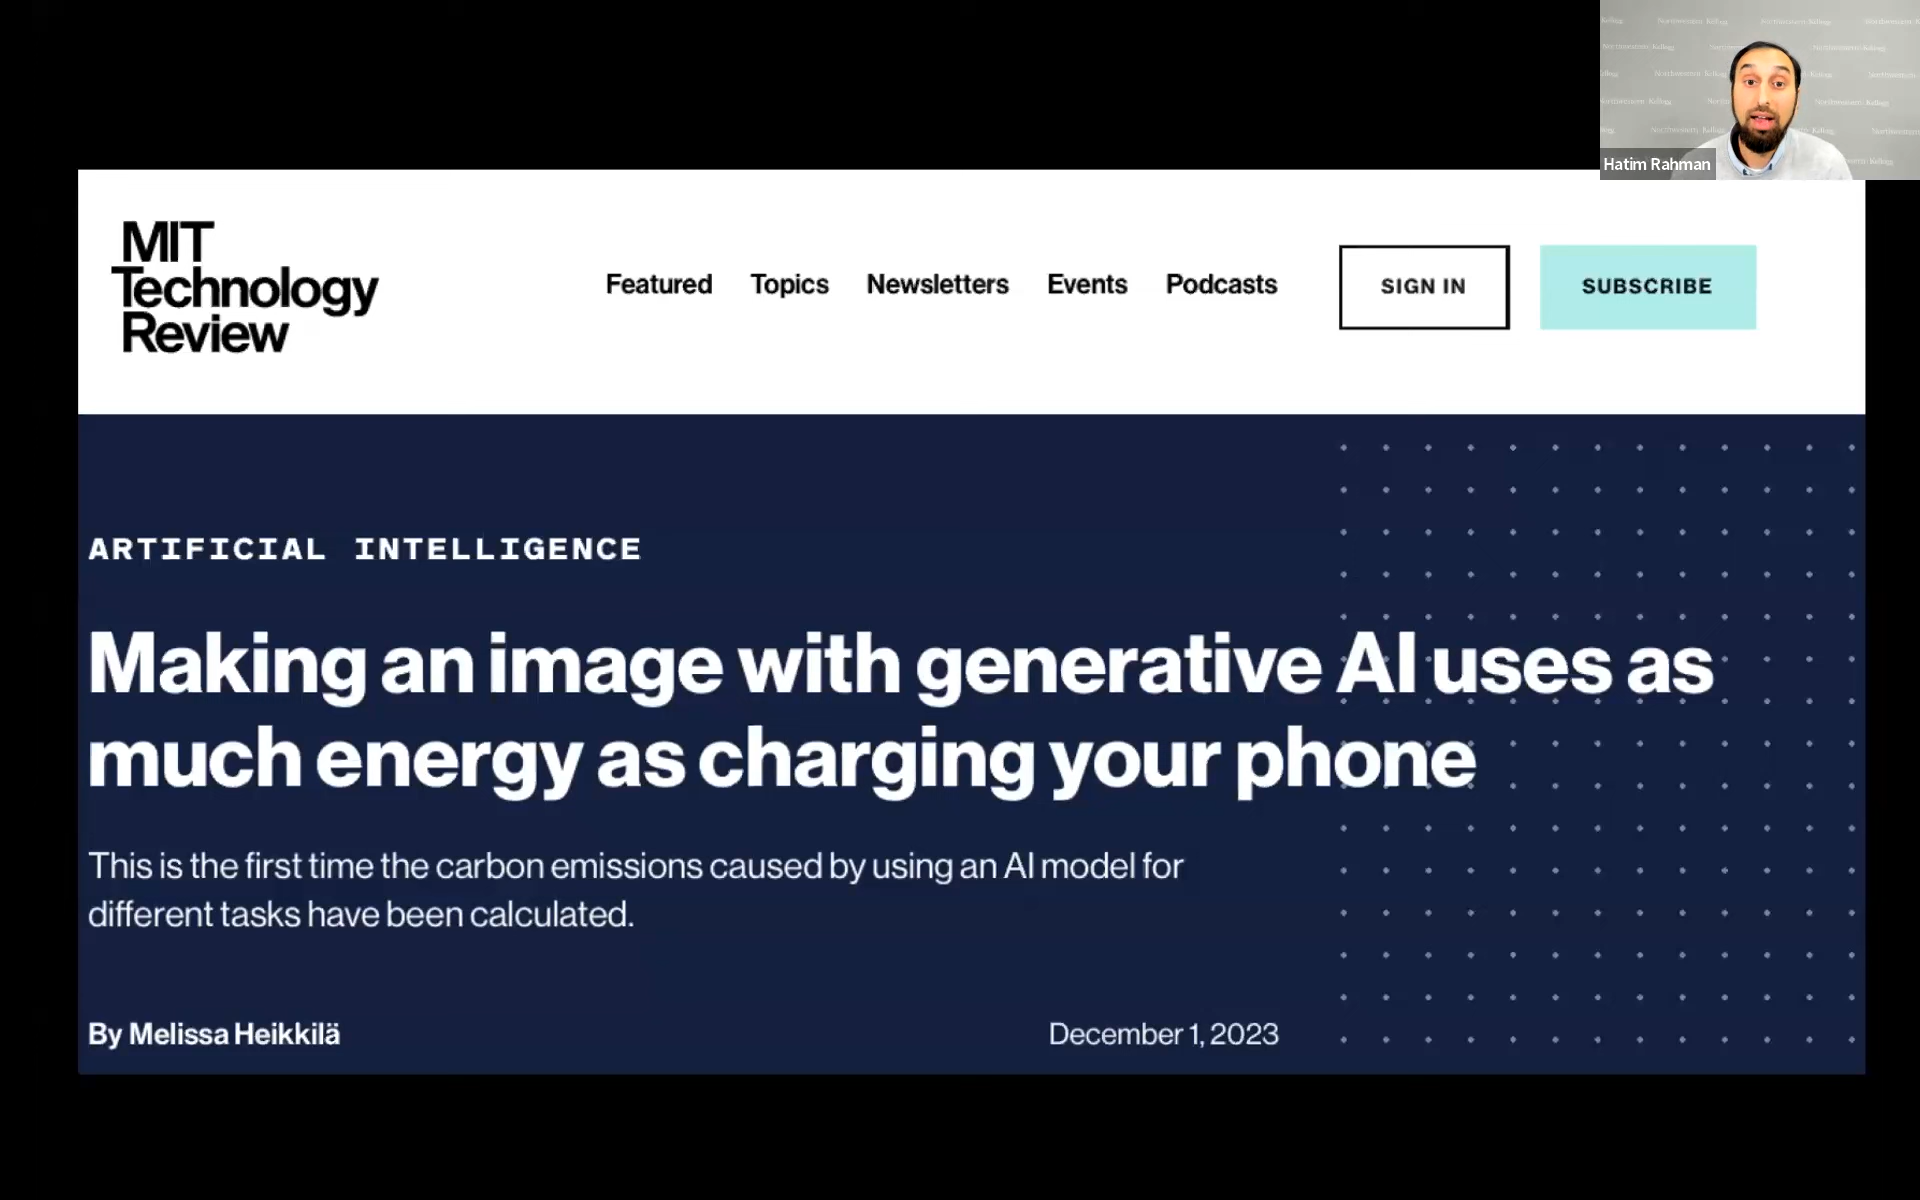 Northwestern Kellogg
Hatim Rahman
MIT
Technology
Review
Featured
Topics
Newsletters
Events
Podcasts
SIGN IN
SUBSCRIBE
ARTIFICIAL INTELLIGENCE
Making an image with generative AI uses as
much energy as charging your phone
This is the first time the carbon emissions caused by using an AI model for
different tasks have been calculated.
By Melissa Heikkilä
December 1, 2023